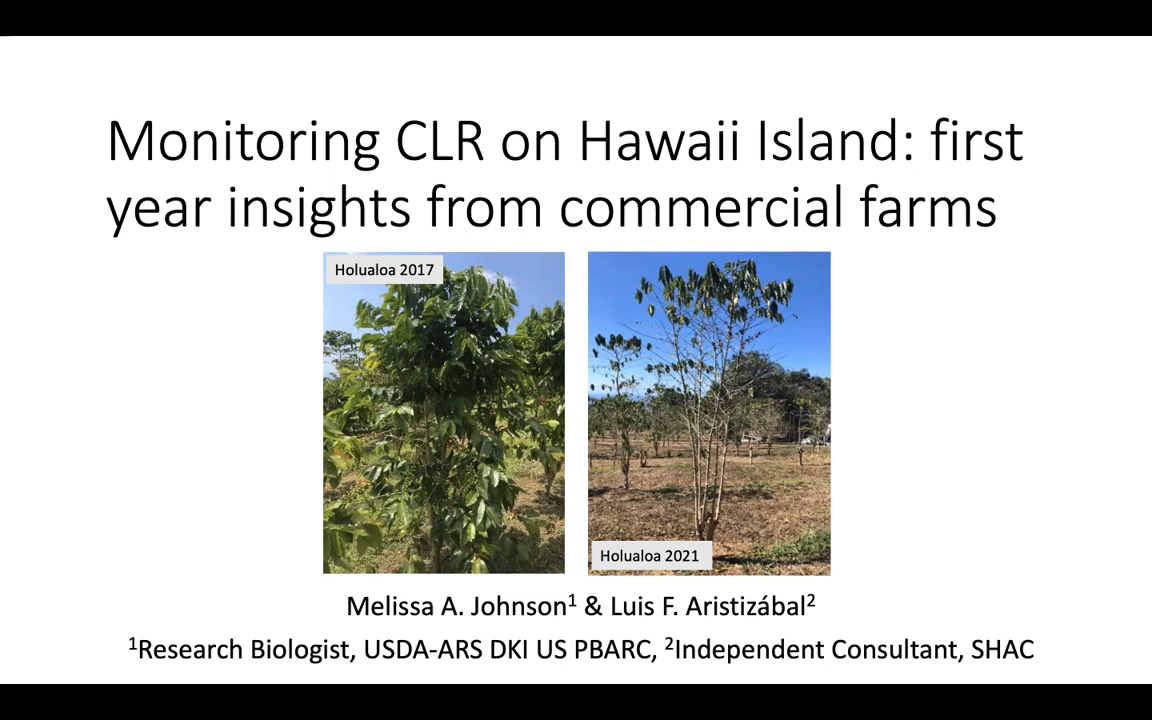 Monitoring CLR on Hawaii Island: first
year insights from commercial farms
Holualoa 2017
Holualoa 2021
Melissa A. Johnson¹ & Luis F. Aristizábal²
¹Research Biologist, USDA-ARS DKI US PBARC, ²Independent Consultant, SHAC